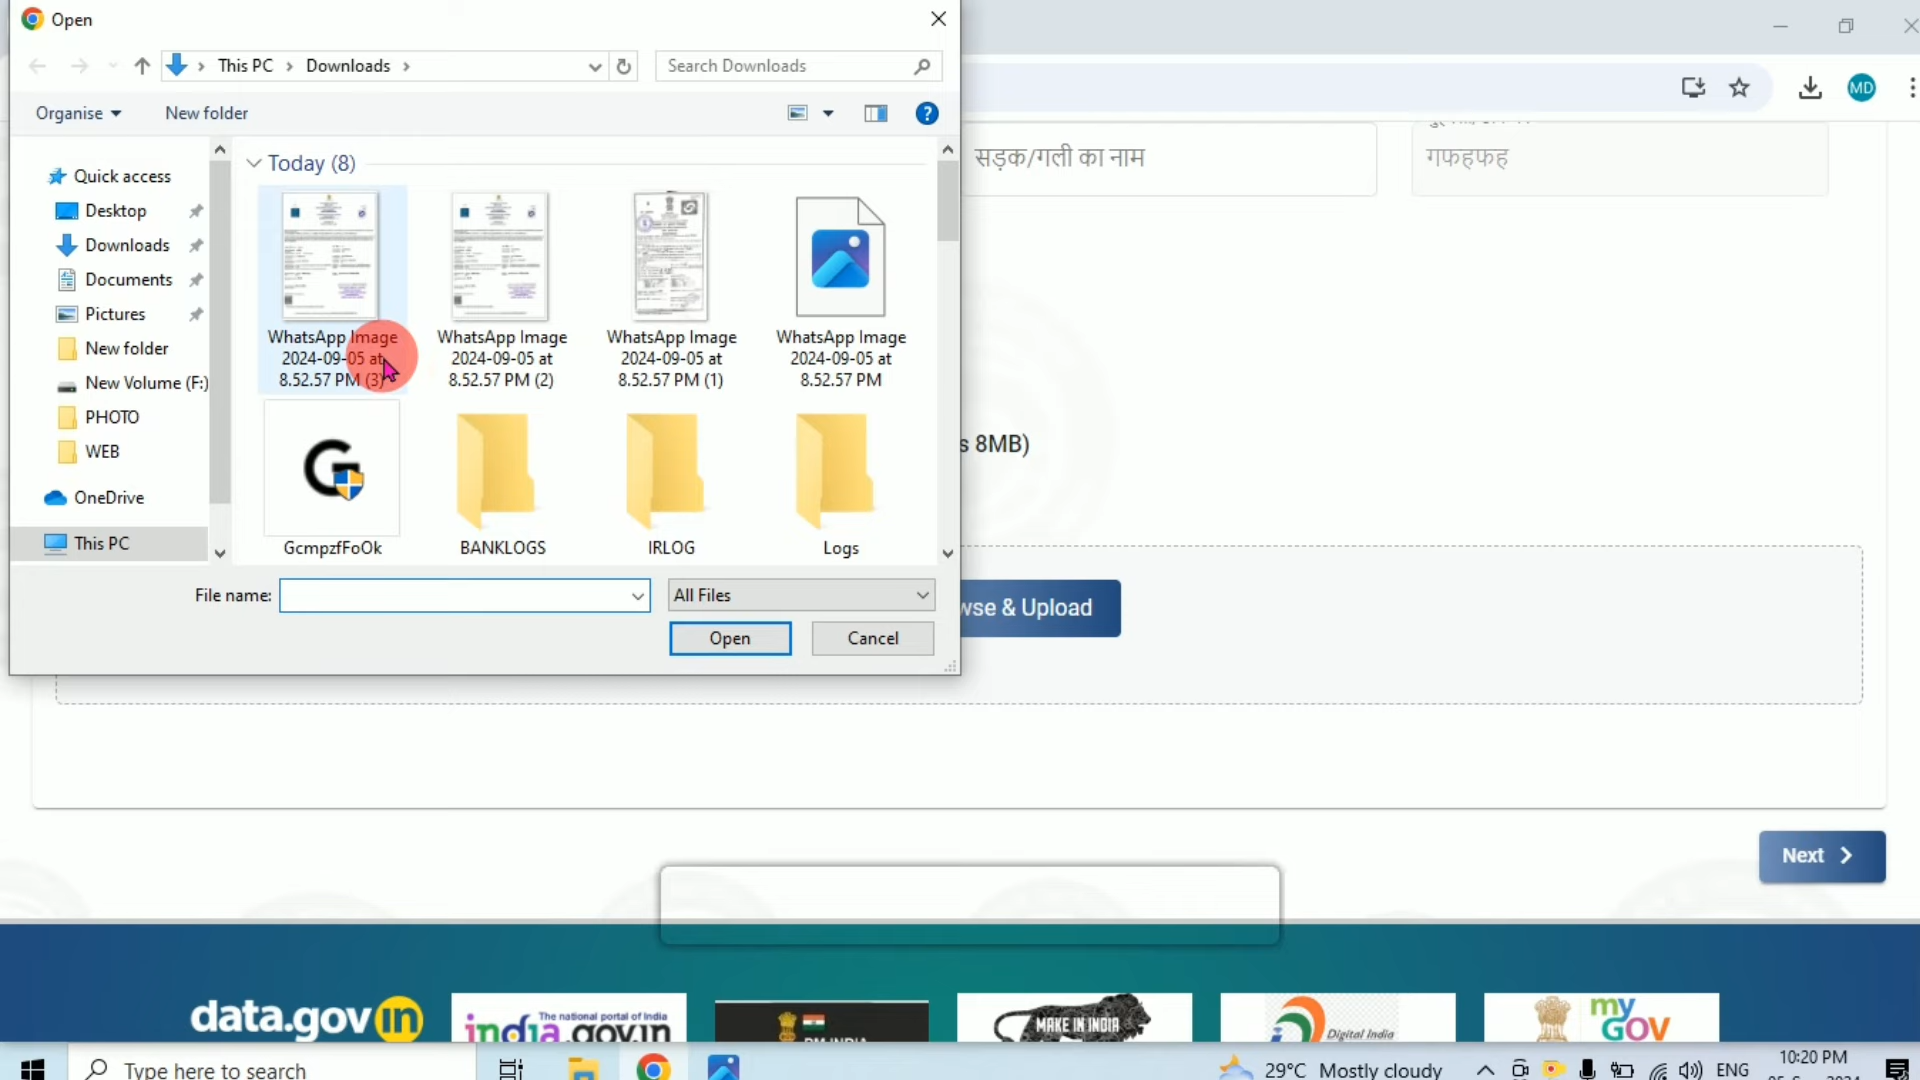 Open
This PC
Downloads
Search Downloads
Organise
New folder
Quick access
Desktop
Downloads
Documents
Pictures
New folder
New Volume (F:)
PHOTO
WEB
OneDrive
This PC
Today (8)
WhatsApp Image
2024-09-05 at
8.52.57 PM (3)
WhatsApp Image
2024-09-05 at
8.52.57 PM (2)
WhatsApp Image
2024-09-05 at
8.52.57 PM (1)
WhatsApp Image
2024-09-05 at
8.52.57 PM
GcmpzfFoOk
BANKLOGS
IRLOG
Logs
File name:
All Files
Open
Cancel
MD
सड़क/गली का नाम
गफहफह
s 8MB)
wse & Upload
Next
data.gov in
The national portal of India
india.gov.in
MAKE IN INDIA
Digital India
my
GOV
Type here to search
29°C Mostly cloudy
ENG
10:20 PM